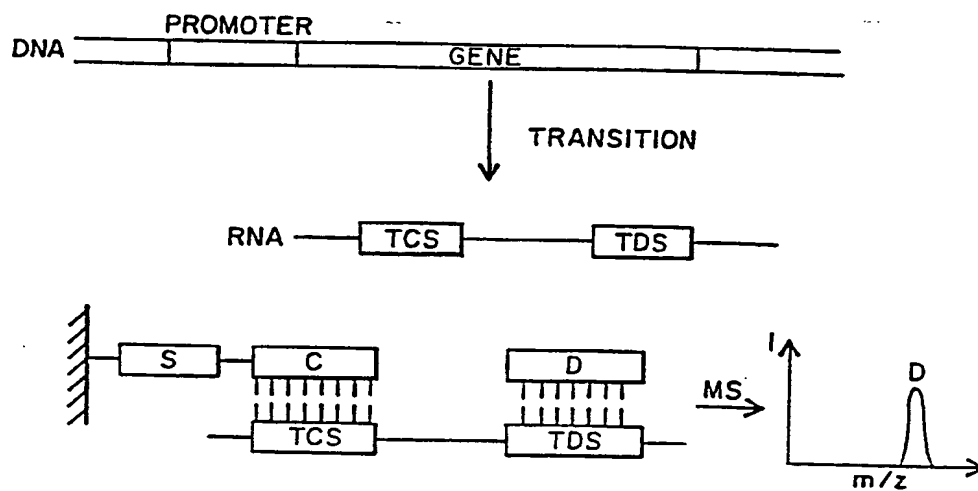 PROMOTER
DNA
GENE
TRANSITION
RNA TCS TDS
S C D
TCS TDS
MS
I
D
m/z